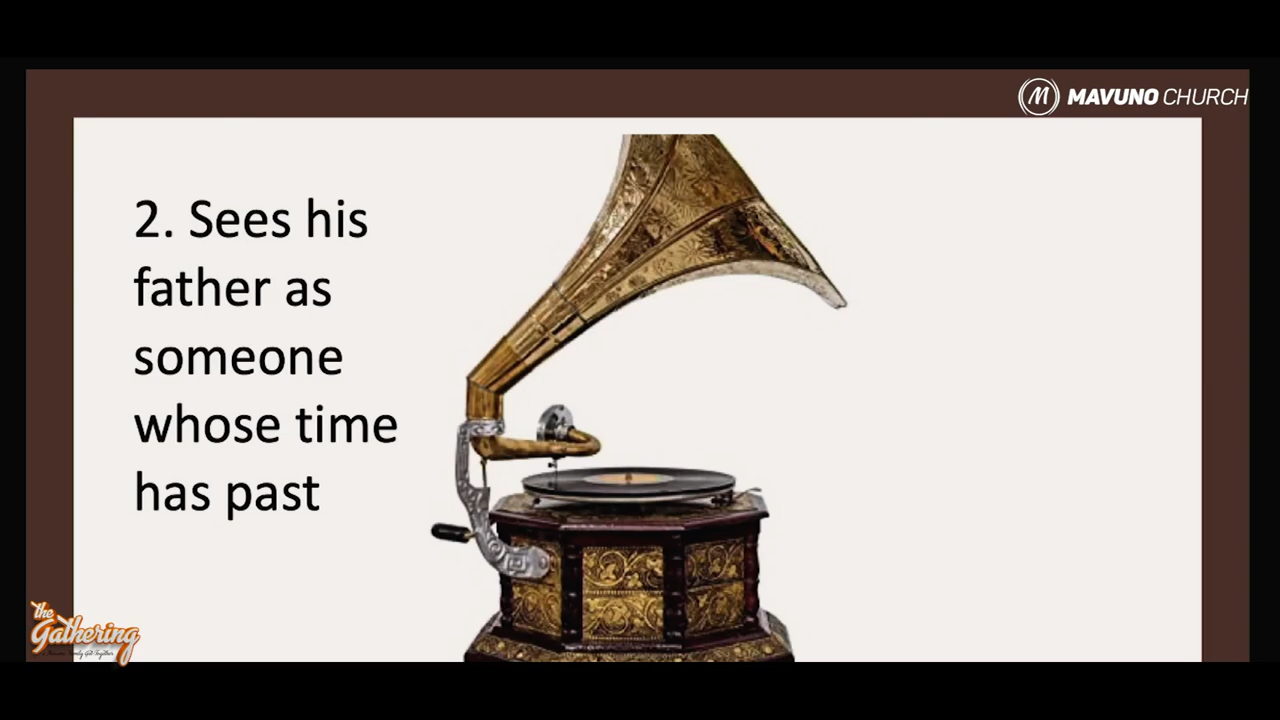 MAVUNO CHURCH
2. Sees his
father as
someone
whose time
has past
the
Gathering